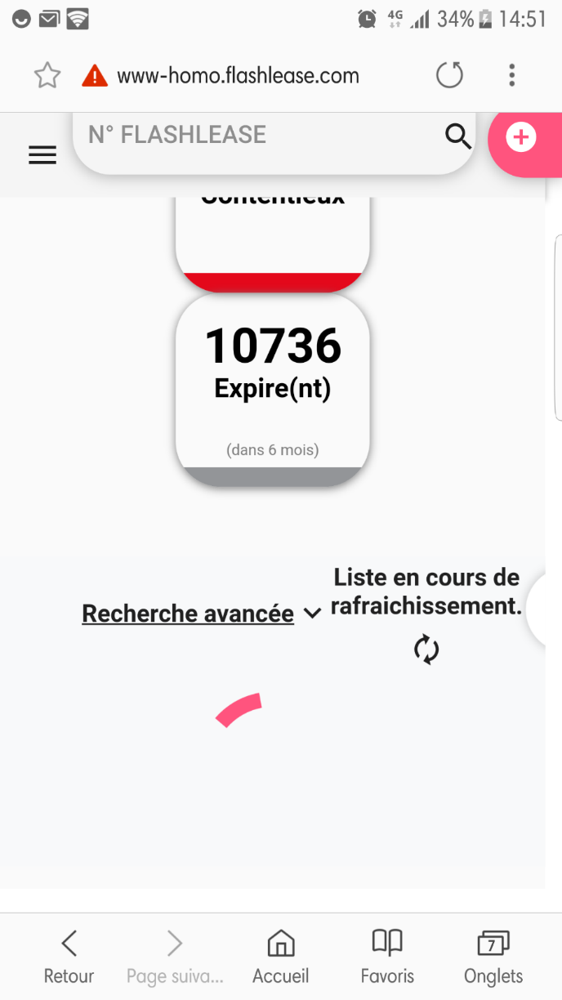 4G 34% 14:51
www-homo.flashlease.com
N° FLASHLEASE
Contentieux
10736
Expire(nt)
(dans 6 mois)
Liste en cours de
Recherche avancée rafraichissement.
7
Retour Page suiva... Accueil Favoris Onglets